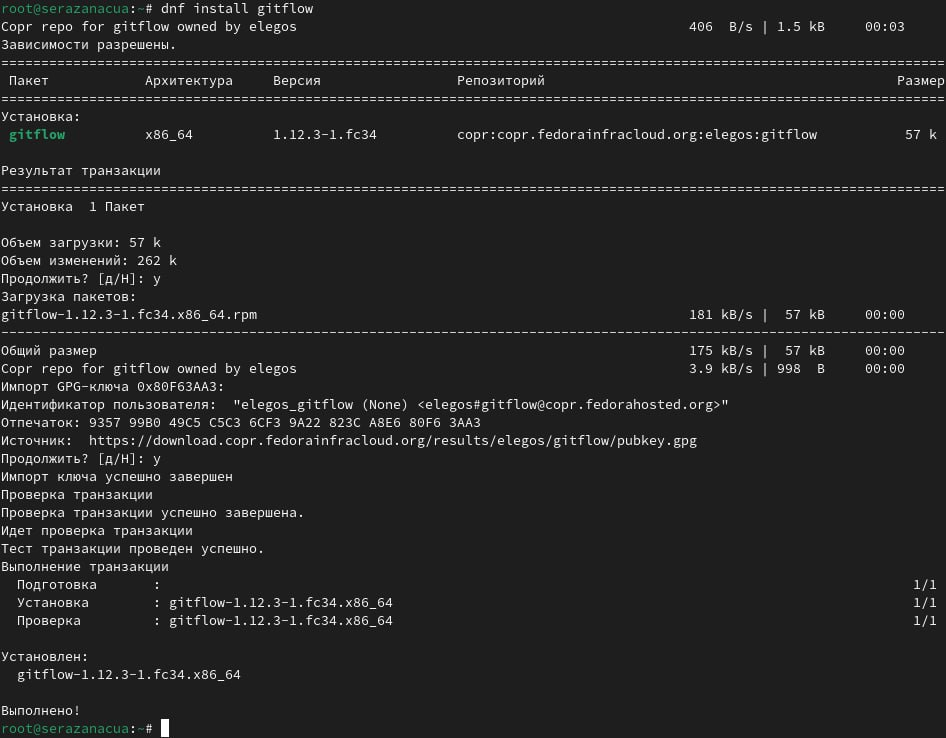 root@serazanacua:~# dnf install gitflow
Copr repo for gitflow owned by elegos 406 B/s | 1.5 kB 00:03
Зависимости разрешены.
================================================================================
Пакет Архитектура Версия Репозиторий Размер
================================================================================
Установка:
gitflow x86_64 1.12.3-1.fc34 copr:copr.fedorainfracloud.org:elegos:gitflow 57 k
Результат транзакции
================================================================================
Установка 1 Пакет
Объем загрузки: 57 k
Объем изменений: 262 k
Продолжить? [д/Н]: y
Загрузка пакетов:
gitflow-1.12.3-1.fc34.x86_64.rpm 181 kB/s | 57 kB 00:00
--------------------------------------------------------------------------------
Общий размер 175 kB/s | 57 kB 00:00
Copr repo for gitflow owned by elegos 3.9 kB/s | 998 B 00:00
Импорт GPG-ключа 0x80F63AA3:
Идентификатор пользователя: "elegos_gitflow (None) <elegos#gitflow@copr.fedorahosted.org>"
Отпечаток: 9357 99B0 49C5 C5C3 6CF3 9A22 823C A8E6 80F6 3AA3
Источник: https://download.copr.fedorainfracloud.org/results/elegos/gitflow/pubkey.gpg
Продолжить? [д/Н]: y
Импорт ключа успешно завершен
Проверка транзакции
Проверка транзакции успешно завершена.
Идет проверка транзакции
Тест транзакции проведен успешно.
Выполнение транзакции
Подготовка : 1/1
Установка : gitflow-1.12.3-1.fc34.x86_64 1/1
Проверка : gitflow-1.12.3-1.fc34.x86_64 1/1
Установлен:
gitflow-1.12.3-1.fc34.x86_64
Выполнено!
root@serazanacua:~#